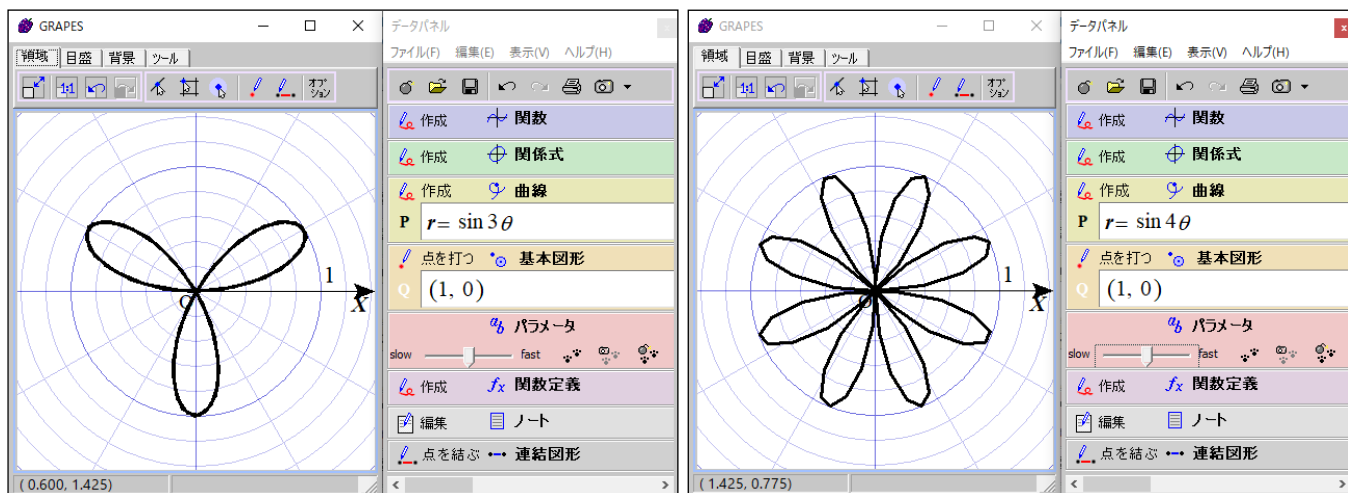 GRAPES
領域 目盛 背景 ツール
1:1 オプション
1
O X
( 0.600, 1.425)
データパネル
ファイル(F) 編集(E) 表示(V) ヘルプ(H)
作成 関数
作成 関係式
作成 曲線
P r= sin 3θ
点を打つ 基本図形
Q (1, 0)
ab パラメータ
slow fast
作成 fx 関数定義
編集 ノート
点を結ぶ 連結図形
GRAPES
領域 目盛 背景 ツール
1:1 オプション
1
O X
( 1.425, 0.775)
データパネル
ファイル(F) 編集(E) 表示(V) ヘルプ(H)
作成 関数
作成 関係式
作成 曲線
P r= sin 4θ
点を打つ 基本図形
Q (1, 0)
ab パラメータ
slow fast
作成 fx 関数定義
編集 ノート
点を結ぶ 連結図形